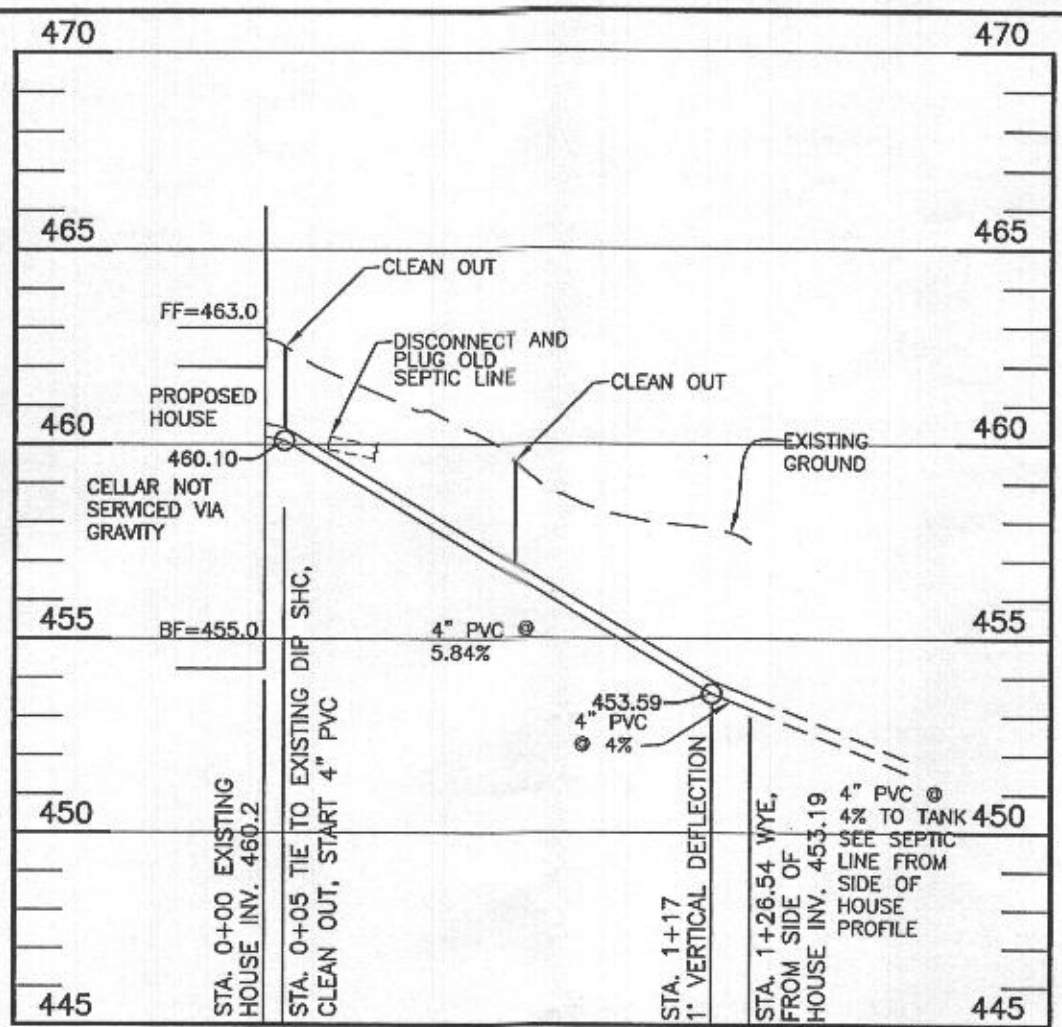 470
470
465
465
CLEAN OUT
FF=463.0
DISCONNECT AND
PLUG OLD
SEPTIC LINE
CLEAN OUT
PROPOSED
HOUSE
460
460
EXISTING
GROUND
460.10
CELLAR NOT
SERVICED VIA
GRAVITY
455
455
BF=455.0
4" PVC @
5.84%
453.59
4" PVC
@ 4%
4" PVC @
4% TO TANK
SEE SEPTIC
LINE FROM
SIDE OF
HOUSE
PROFILE
450
450
STA. 0+00 EXISTING
HOUSE INV. 460.2
STA. 0+05 TIE TO EXISTING DIP SHC,
CLEAN OUT, START 4" PVC
STA. 1+17
1" VERTICAL DEFLECTION
STA. 1+26.54 WYE,
FROM SIDE OF
HOUSE INV. 453.19
445
445